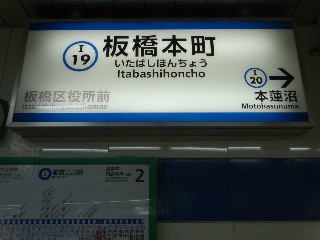 I
19
板橋本町
いたばしほんちょう
Itabashihoncho
I
20
板橋区役所前
本蓮沼
Motohasunuma
2